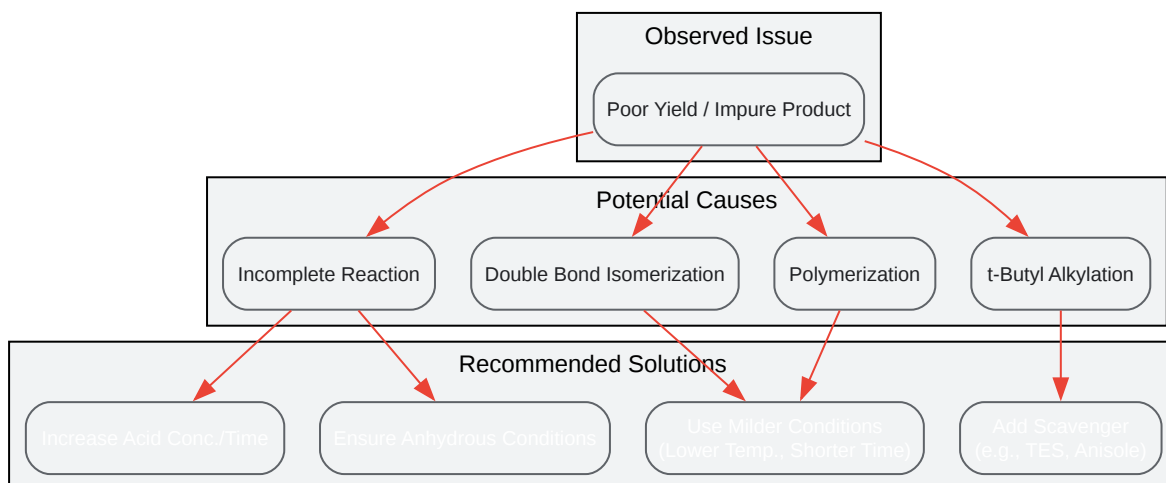 Observed Issue
Poor Yield / Impure Product
Potential Causes
Incomplete Reaction
Double Bond Isomerization
Polymerization
t-Butyl Alkylation
Recommended Solutions
Increase Acid Conc./Time
Ensure Anhydrous Conditions
Use Milder Conditions
(Lower Temp., Shorter Time)
Add Scavenger
(e.g., TES, Anisole)